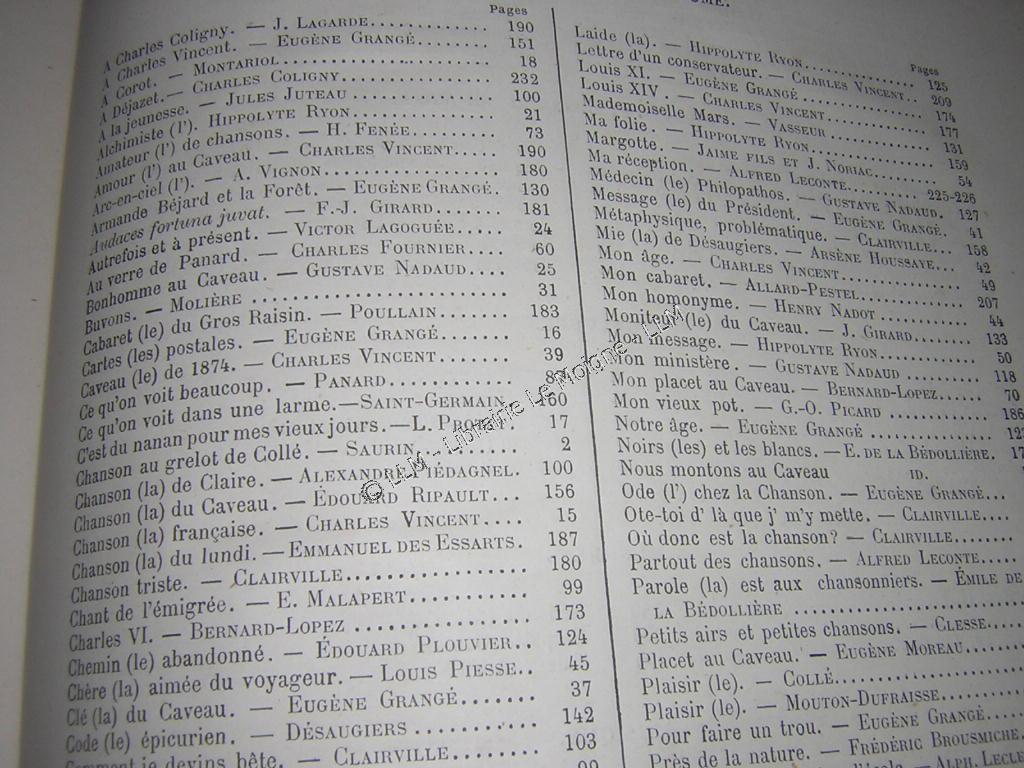 OME.
Pages
A Charles Coligny. — J. LAGARDE............ 190
A Charles Vincent. — EUGÈNE GRANGÉ........ 151
A Corot. — MONTARIOL............ 18
A Déjazet. — CHARLES COLIGNY............ 232
A la jeunesse. — JULES JUTEAU............ 100
Alchimiste (l'). HIPPOLYTE RYON............ 21
Amateur (l') de chansons. — H. FENÉE......... 73
Amour (l') au Caveau. — CHARLES VINCENT..... 190
Arc-en-ciel (l'). — A. VIGNON............ 180
Armande Béjard et la Forêt. — EUGÈNE GRANGÉ. 130
Audaces fortuna juvat. — F.-J. GIRARD....... 181
Autrefois et à présent. — VICTOR LAGOGUÉE..... 24
Au verre de Panard. — CHARLES FOURNIER.... 60
Bonhomme au Caveau. — GUSTAVE NADAUD.... 25
Buvons. — MOLIÈRE ............ 31
Cabaret (le) du Gros Raisin. — POULLAIN...... 183
Cartes (les) postales. — EUGÈNE GRANGÉ...... 16
Caveau (le) de 1874. — CHARLES VINCENT..... 39
Ce qu'on voit beaucoup. — PANARD............
Ce qu'on voit dans une larme.—SAINT-GERMAIN. 160
C'est du nanan pour mes vieux jours.—L. PROTAT. 17
Chanson au grelot de Collé. — SAURIN........ 2
Chanson (la) de Claire. — ALEXANDRE PIÉDAGNEL. 100
Chanson (la) du Caveau. — ÉDOUARD RIPAULT... 156
Chanson (la) française. — CHARLES VINCENT.... 15
Chanson (la) du lundi. — EMMANUEL DES ESSARTS. 187
Chanson triste. — CLAIRVILLE............ 180
Chant de l'émigrée. — E. MALAPERT........... 99
Charles VI. — BERNARD-LOPEZ ............ 173
Chemin (le) abandonné. — ÉDOUARD PLOUVIER.. 124
Chère (la) aimée du voyageur. — LOUIS PIESSE.. 45
Clé (la) du Caveau. — EUGÈNE GRANGÉ........ 37
Code (le) épicurien. — DÉSAUGIERS........... 142
Comment je devins bête. — CLAIRVILLE........ 103
Pages
Laide (la). — HIPPOLYTE RYON............ 125
Lettre d'un conservateur. — CHARLES VINCENT.. 209
Louis XI. — EUGÈNE GRANGÉ............ 174
Louis XIV. — CHARLES VINCENT............ 177
Mademoiselle Mars. — VASSEUR............ 131
Ma folie. — HIPPOLYTE RYON............ 159
Margotte. — JAIME FILS ET J. NORIAC......... 54
Ma réception. — ALFRED LECONTE..... 225-226
Médecin (le) Philopathos. — GUSTAVE NADAUD. 127
Message (le) du Président. — EUGÈNE GRANGÉ. 41
Métaphysique, problématique. — CLAIRVILLE.... 158
Mie (la) de Désaugiers. — ARSÈNE HOUSSAYE... 42
Mon âge. — CHARLES VINCENT............ 49
Mon cabaret. — ALLARD-PESTEL............ 207
Mon homonyme. — HENRY NADOT........... 44
Moniteur (le) du Caveau. — J. GIRARD........ 133
Mon message. — HIPPOLYTE RYON........... 50
Mon ministère. — GUSTAVE NADAUD .......... 118
Mon placet au Caveau. — BERNARD-LOPEZ...... 70
Mon vieux pot. — G.-O. PICARD............ 186
Notre âge. — EUGÈNE GRANGÉ ............
Noirs (les) et les blancs. — E. DE LA BÉDOLLIÈRE.
Nous montons au Caveau ID.
Ode (l') chez la Chanson. — EUGÈNE GRANGÉ...
Ote-toi d' là que j' m'y mette. — CLAIRVILLE....
Où donc est la chanson? — CLAIRVILLE........
Partout des chansons. — ALFRED LECONTE.....
Parole (la) est aux chansonniers. — ÉMILE DE
LA BÉDOLLIÈRE ............
Petits airs et petites chansons. — CLESSE.......
Placet au Caveau. — EUGÈNE MOREAU.........
Plaisir (le). — COLLÉ............
Plaisir (le). — MOUTON-DUFRAISSE............
Pour faire un trou. — EUGÈNE GRANGÉ........
Près de la nature. — FRÉDÉRIC BROUSMICHE.
l'école. — ALPH. LECLE
© LLM - Librairie Le Moigne - LLM